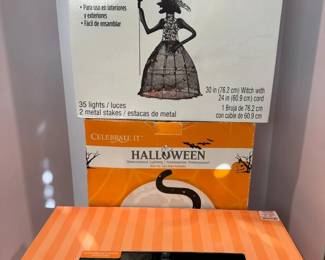 • Para uso en interiores
y exteriores
• Fácil de ensamblar
30 in (76.2 cm) Witch with
24 in (60.9 cm) cord
1 Bruja de 76.2 cm
con cable de 60.9 cm
35 lights / luces
2 metal stakes / estacas de metal
CELEBRATE IT
HALLOWEEN